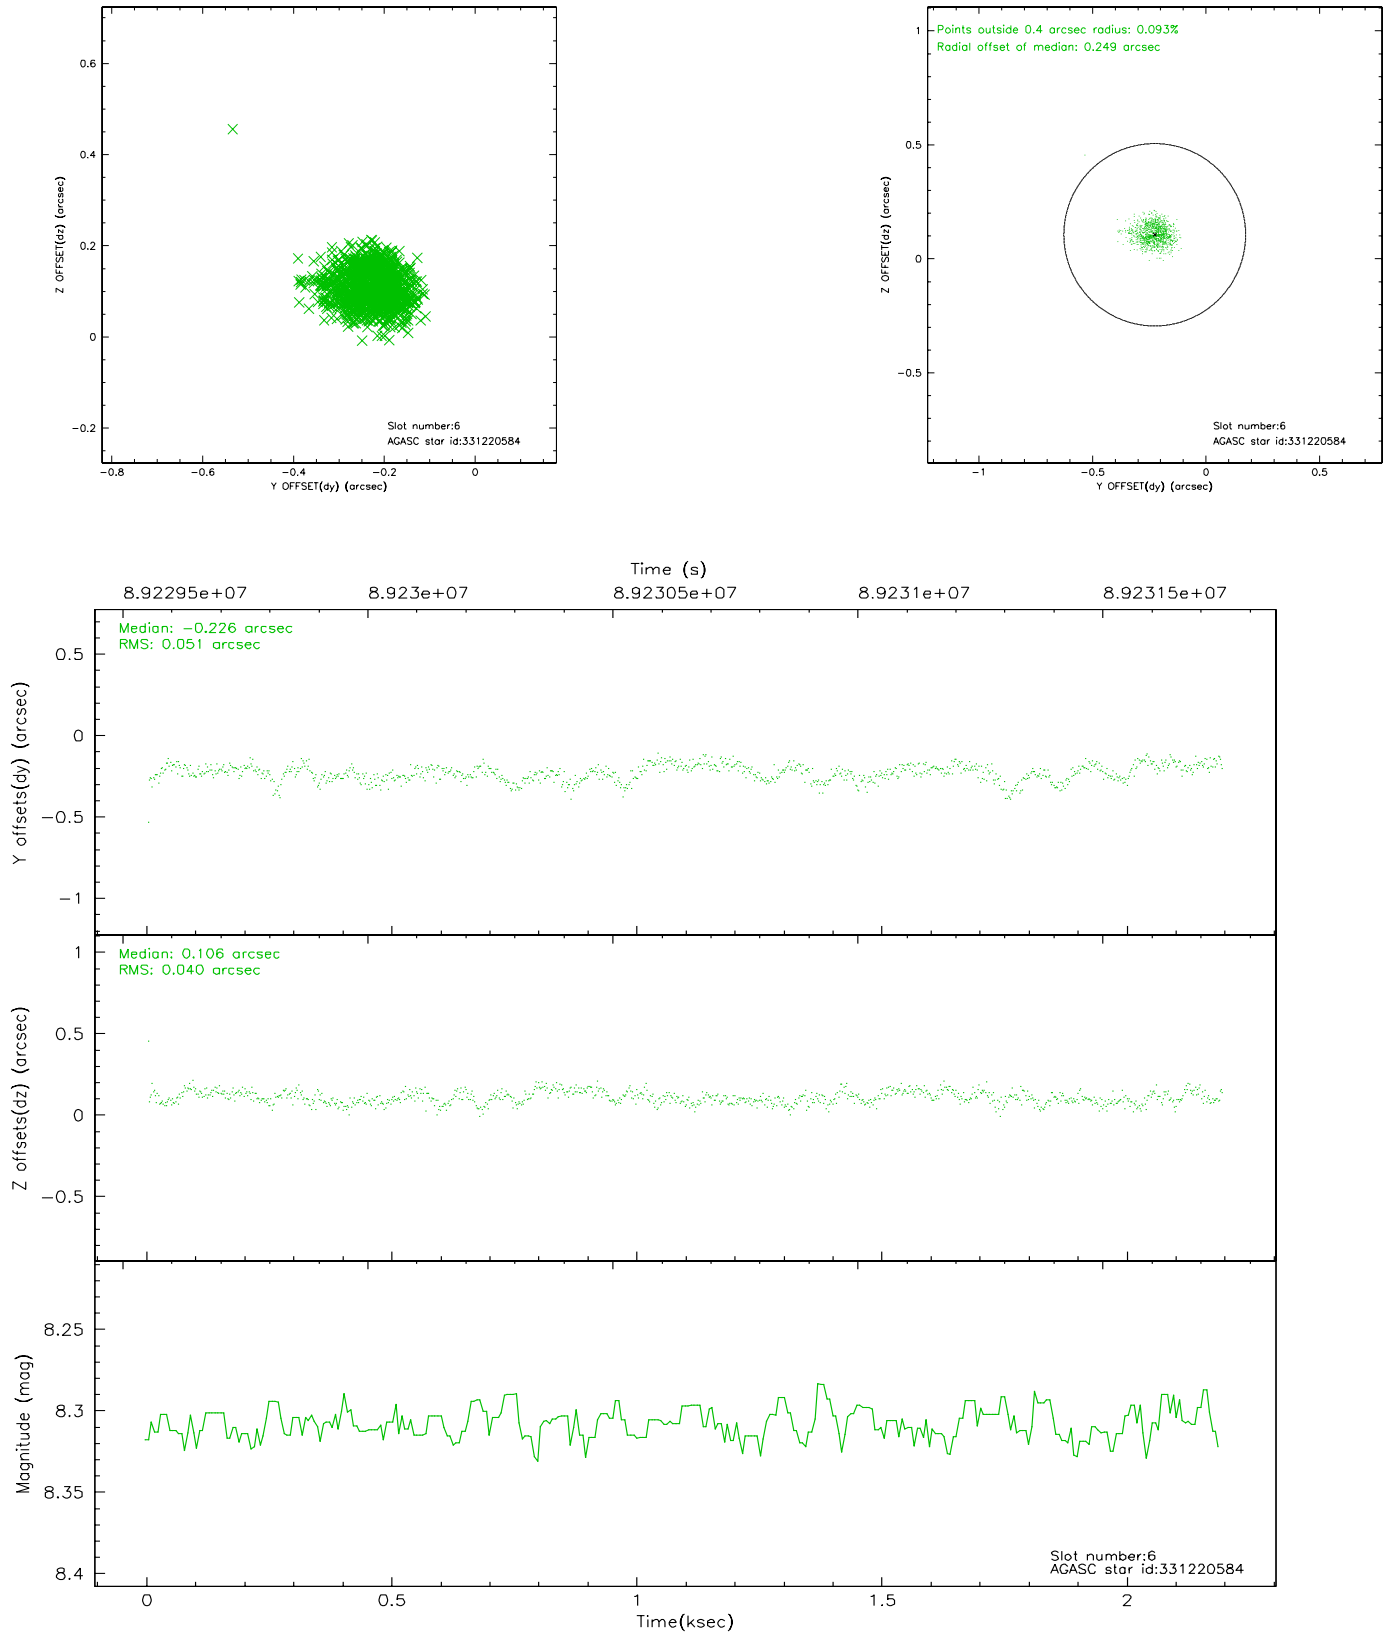 0.6
0.4
0.2
0
−0.2
Z OFFSET(dz) (arcsec)
Slot number:6
AGASC star id:331220584
−0.8 −0.6 −0.4 −0.2 0
Y OFFSET(dy) (arcsec)
Points outside 0.4 arcsec radius: 0.093%
Radial offset of median: 0.249 arcsec
1
0.5
0
−0.5
Z OFFSET(dz) (arcsec)
Slot number:6
AGASC star id:331220584
−1 −0.5 0 0.5
Y OFFSET(dy) (arcsec)
Time (s)
8.92295e+07 8.923e+07 8.92305e+07 8.9231e+07 8.92315e+07
Median: −0.226 arcsec
RMS: 0.051 arcsec
0.5
0
−0.5
−1
Y offsets(dy) (arcsec)
Median: 0.106 arcsec
RMS: 0.040 arcsec
1
0.5
0
−0.5
Z offsets(dz) (arcsec)
8.25
8.3
8.35
8.4
Magnitude (mag)
Slot number:6
AGASC star id:331220584
0 0.5 1 1.5 2
Time(ksec)